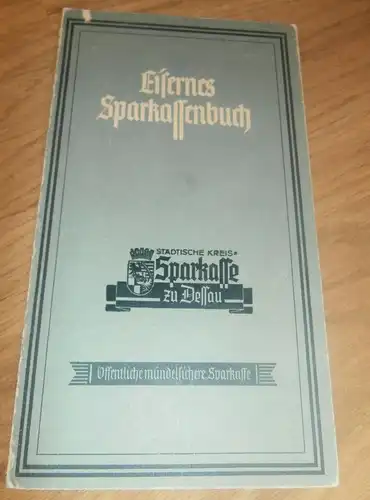 Eisernes
Sparkassenbuch
STÄDTISCHE KREIS-
Sparkasse
zu Dessau
Öffentliche mündelsichere Sparkasse